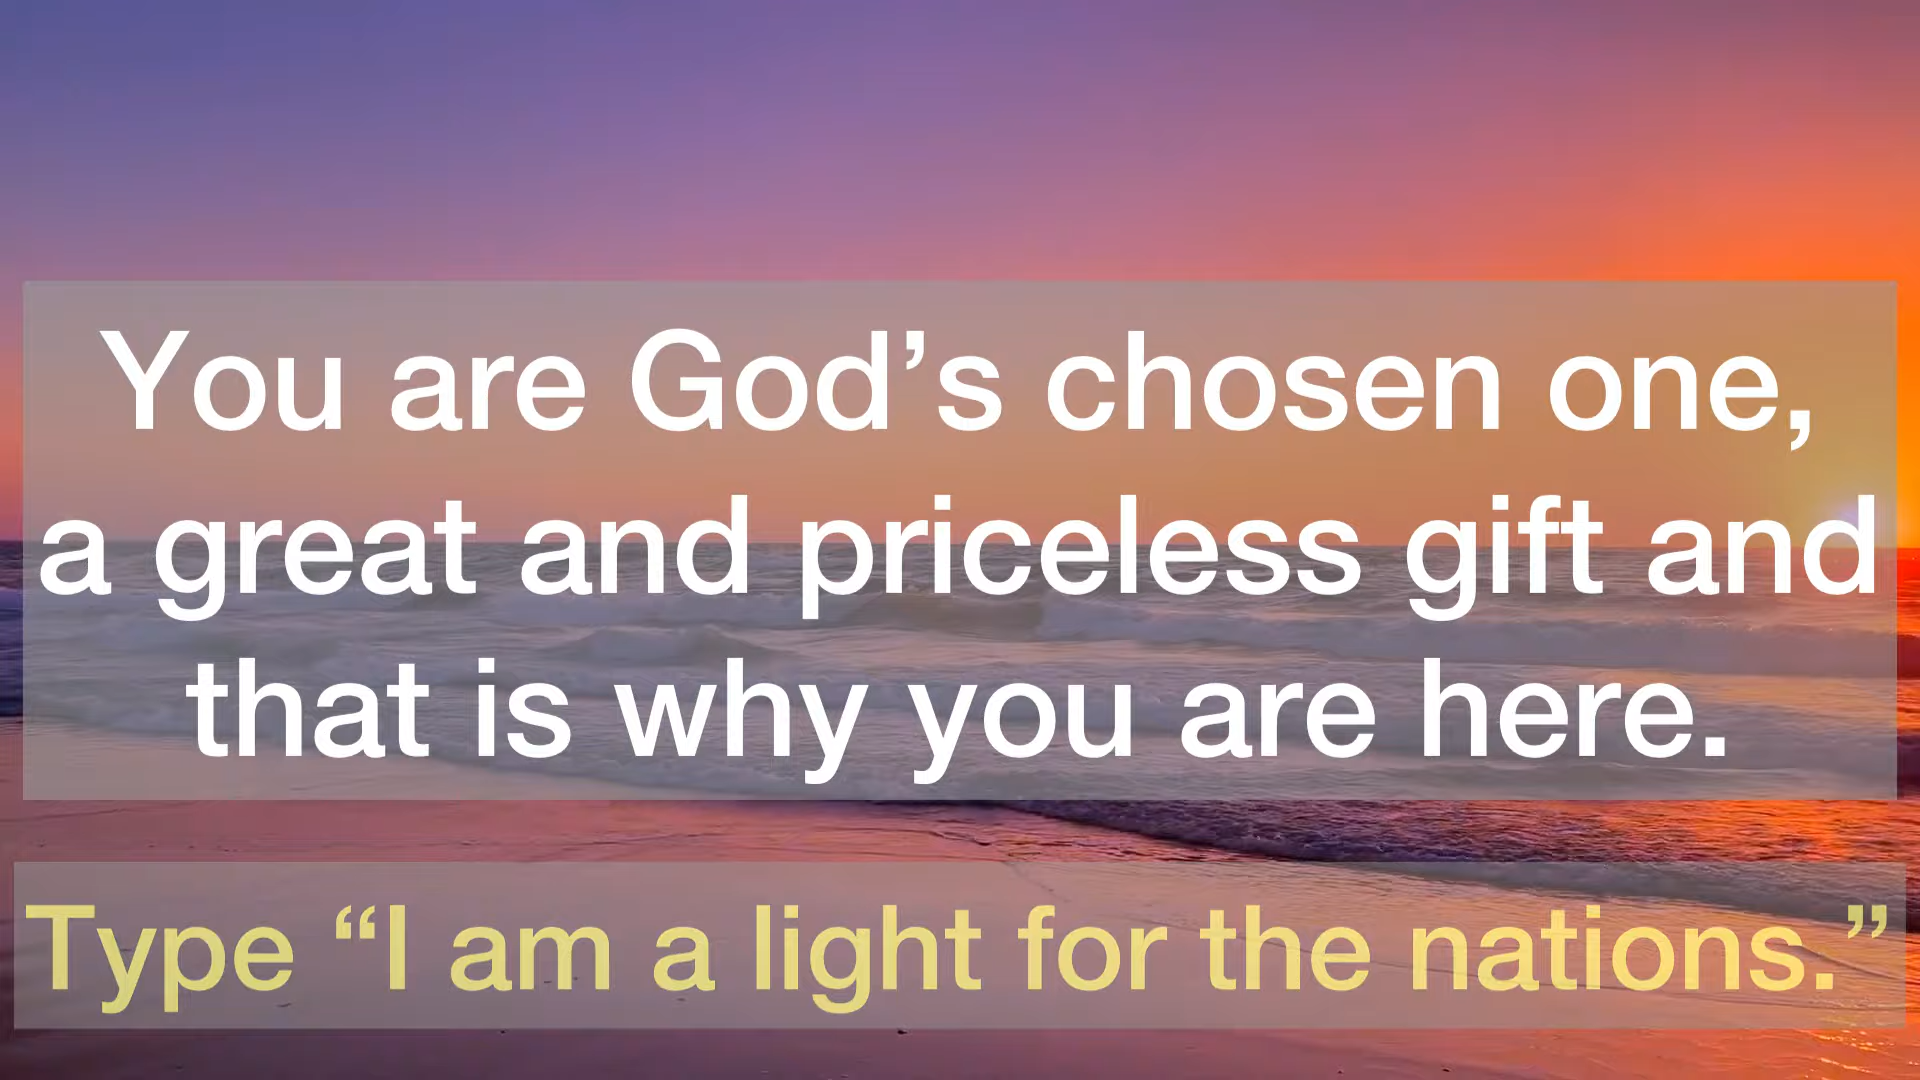 You are God’s chosen one,
a great and priceless gift and
that is why you are here.
Type “I am a light for the nations.”